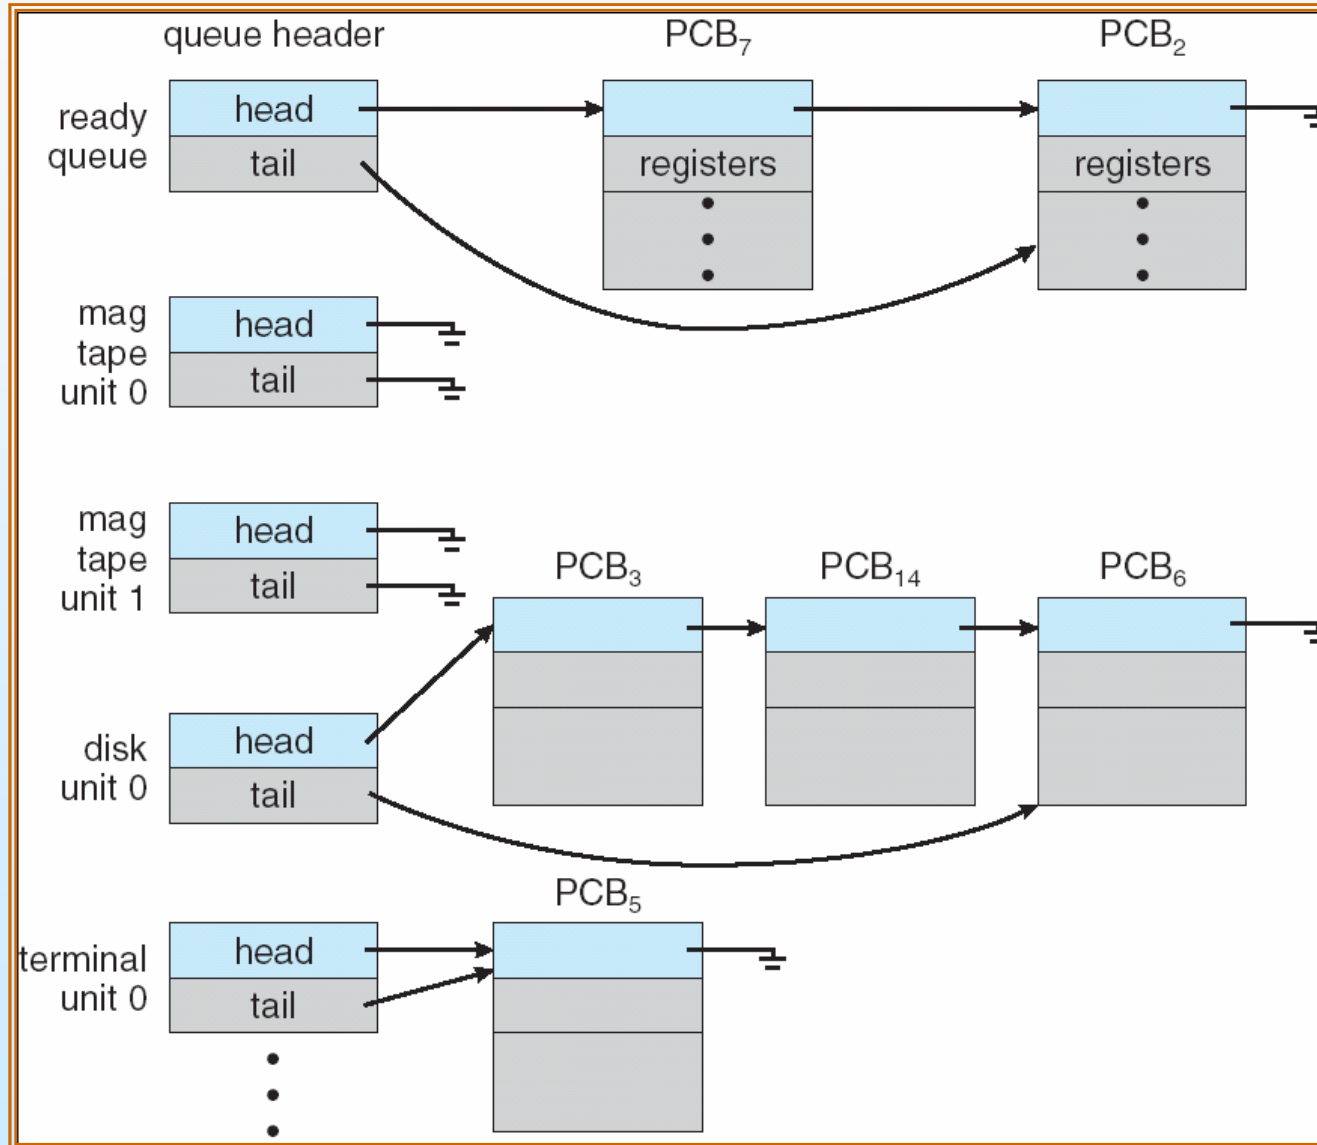 queue header
PCB7
PCB2
ready
queue
head
tail
registers
registers
mag
tape
unit 0
head
tail
mag
tape
unit 1
head
tail
PCB3
PCB14
PCB6
disk
unit 0
head
tail
PCB5
terminal
unit 0
head
tail